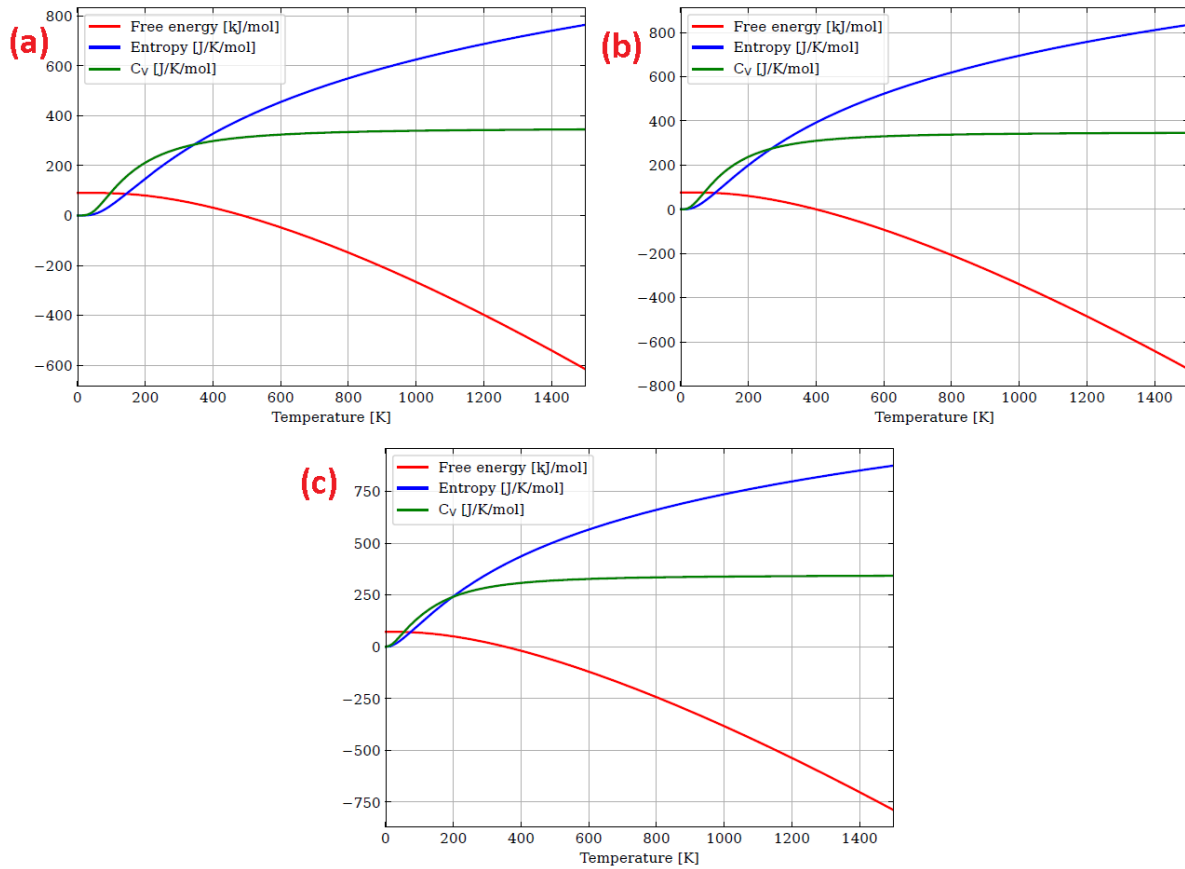 (a)
Free energy [kJ/mol]
Entropy [J/K/mol]
C_V [J/K/mol]
800
600
400
200
0
−200
−400
−600
0 200 400 600 800 1000 1200 1400
Temperature [K]
(b)
Free energy [kJ/mol]
Entropy [J/K/mol]
C_V [J/K/mol]
800
600
400
200
0
−200
−400
−600
−800
0 200 400 600 800 1000 1200 1400
Temperature [K]
(c)
Free energy [kJ/mol]
Entropy [J/K/mol]
C_V [J/K/mol]
750
500
250
0
−250
−500
−750
0 200 400 600 800 1000 1200 1400
Temperature [K]